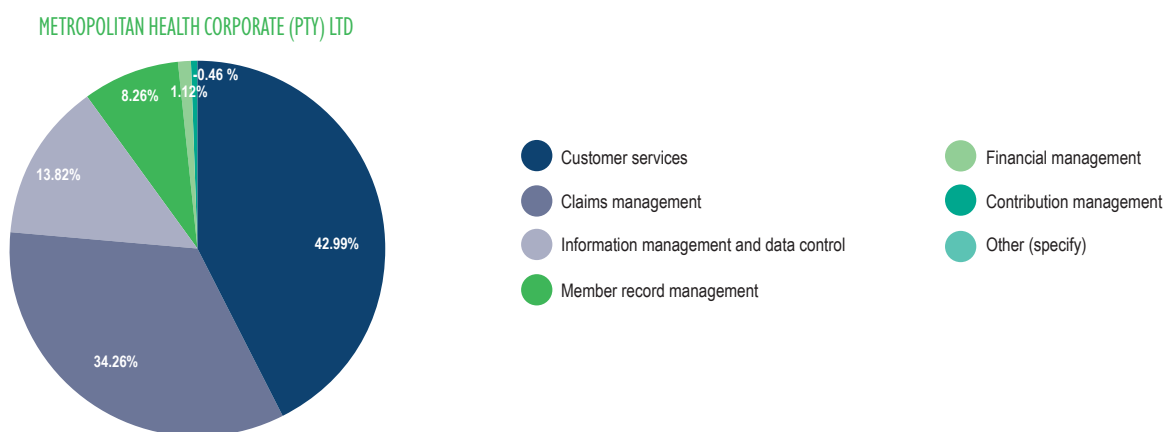 METROPOLITAN HEALTH CORPORATE (PTY) LTD
-0.46 %
8.26%
1.12%
13.82%
42.99%
34.26%
Customer services
Claims management
Information management and data control
Member record management
Financial management
Contribution management
Other (specify)